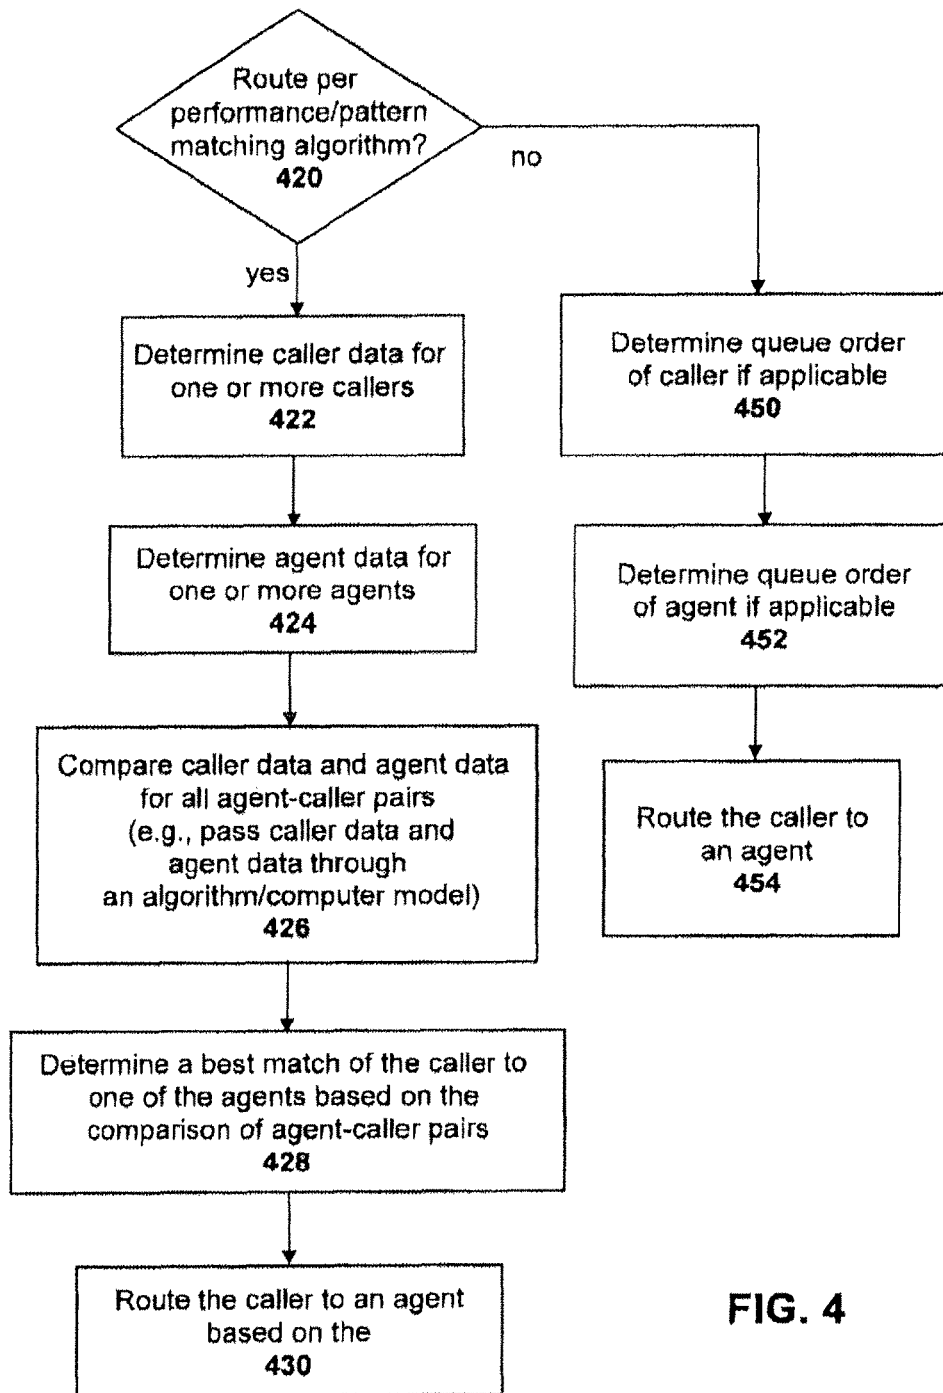 Route per
performance/pattern
matching algorithm?
420
no
yes
Determine caller data for
one or more callers
422
Determine queue order
of caller if applicable
450
Determine agent data for
one or more agents
424
Determine queue order
of agent if applicable
452
Compare caller data and agent data
for all agent-caller pairs
(e.g., pass caller data and
agent data through
an algorithm/computer model)
426
Route the caller to
an agent
454
Determine a best match of the caller to
one of the agents based on the
comparison of agent-caller pairs
428
Route the caller to an agent
based on the
430
FIG. 4